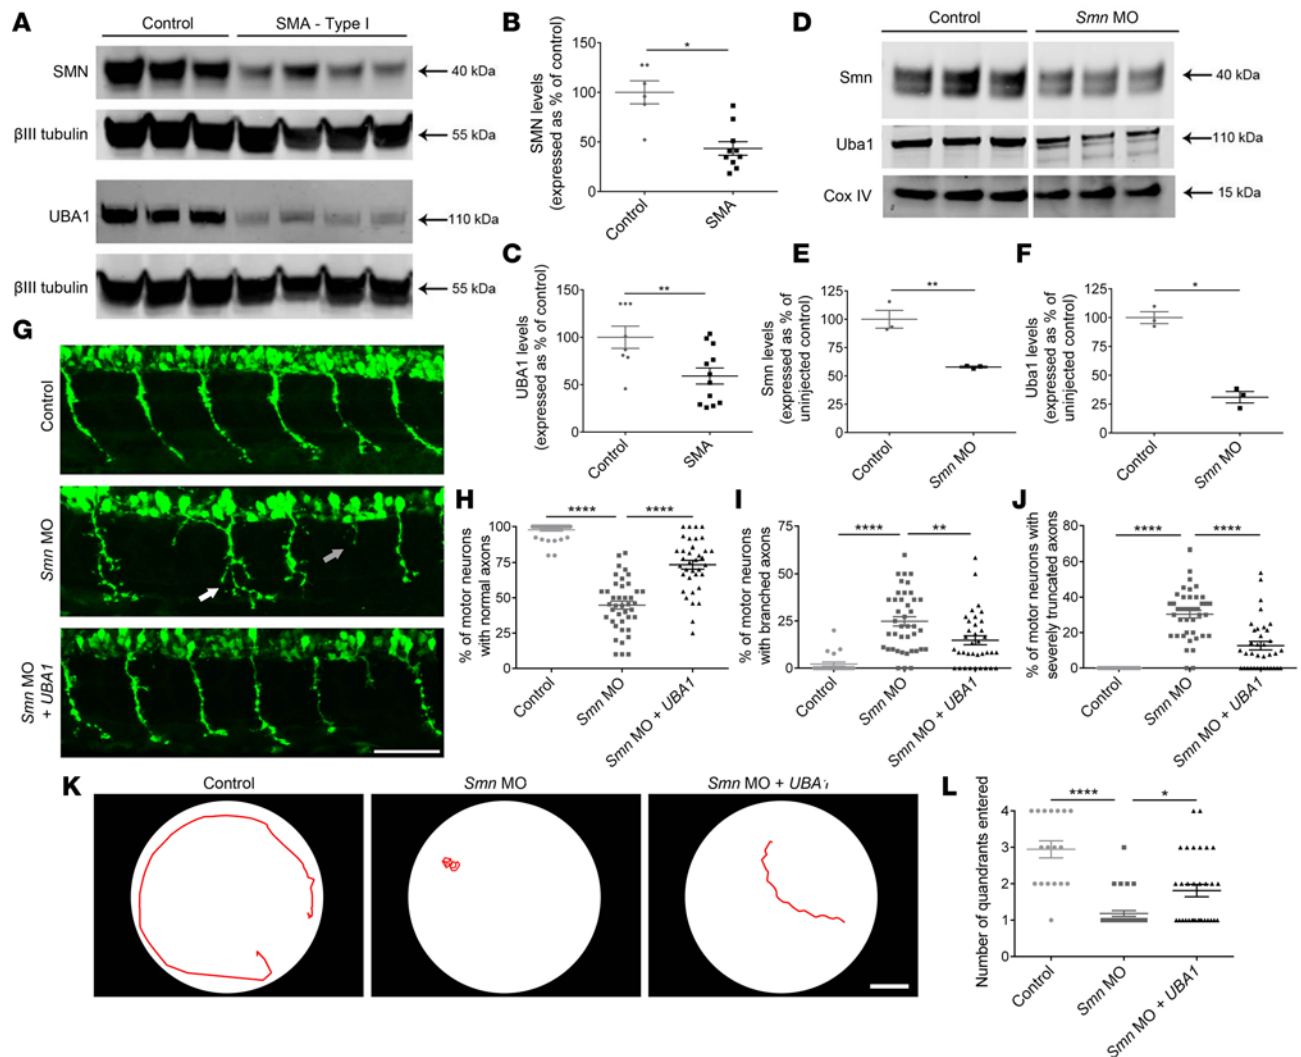 A
Control
SMA - Type I
SMN
40 kDa
βIII tubulin
55 kDa
UBA1
110 kDa
βIII tubulin
55 kDa
B
SMN levels
(expressed as % of control)
150
100
50
0
*
Control
SMA
C
UBA1 levels
(expressed as % of control)
150
100
50
0
**
Control
SMA
D
Control
Smn MO
Smn
40 kDa
Uba1
110 kDa
Cox IV
15 kDa
E
Smn levels
(expressed as % of
uninjected control)
125
100
75
50
25
0
**
Control
Smn MO
F
Uba1 levels
(expressed as % of
uninjected control)
125
100
75
50
25
0
*
Control
Smn MO
G
Control
Smn MO
Smn MO
+ UBA1
H
% of motor neurons
with normal axons
100
75
50
25
0
****
****
Control
Smn MO
Smn MO + UBA1
I
% of motor neurons
with branched axons
75
50
25
0
****
**
Control
Smn MO
Smn MO + UBA1
J
% of motor neurons with
severely truncated axons
80
60
40
20
0
****
****
Control
Smn MO
Smn MO + UBA1
K
Control
Smn MO
Smn MO + UBA1
L
Number of quandrants entered
4
3
2
1
0
****
*
Control
Smn MO
Smn MO + UBA1